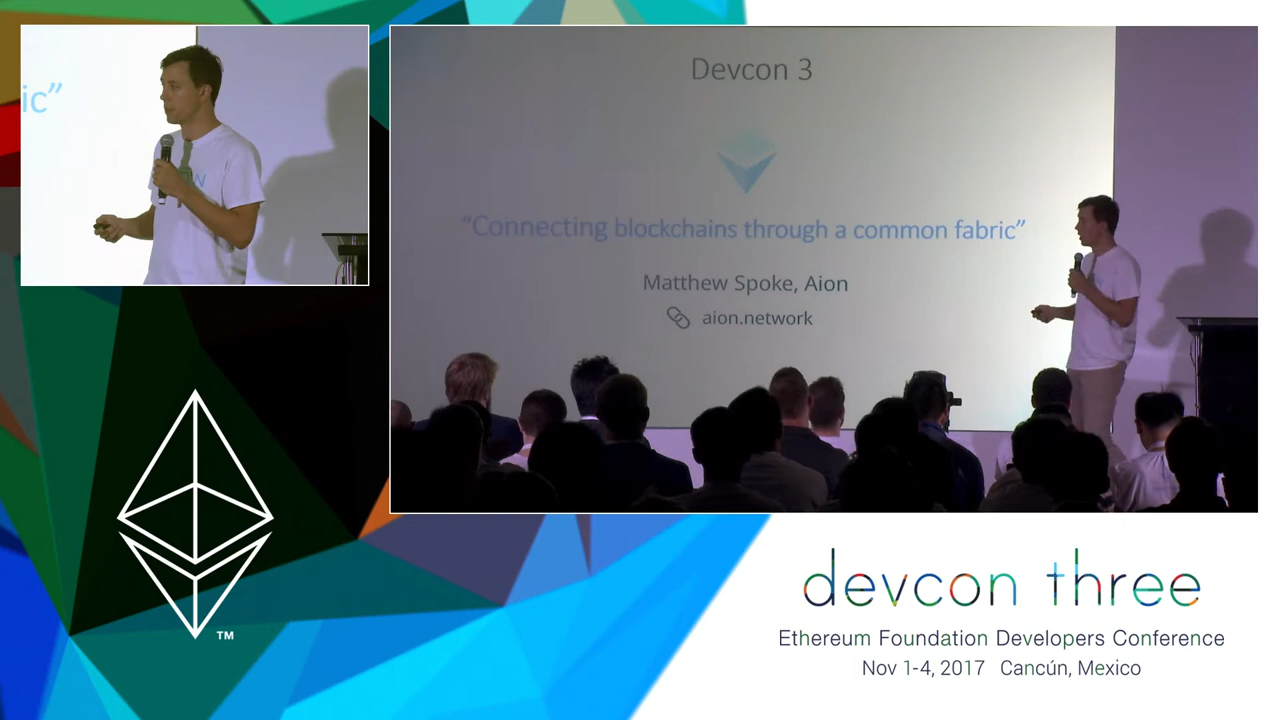 ic”
Devcon 3
“Connecting blockchains through a common fabric”
Matthew Spoke, Aion
aion.network
TM
devcon three
Ethereum Foundation Developers Conference
Nov 1-4, 2017 Cancún, Mexico